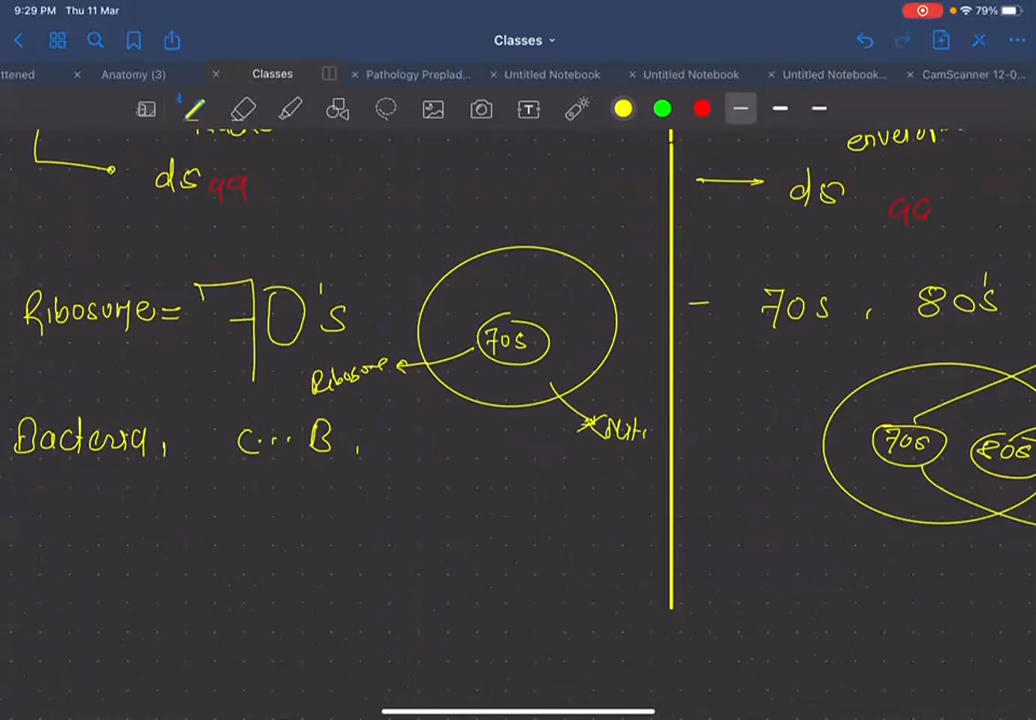 9:29 PM Thu 11 Mar
79%
Classes
ttened
Anatomy (3)
Classes
Pathology Preplad...
Untitled Notebook
Untitled Notebook
Untitled Notebook...
CamScanner 12-0...
T
envelop
ds
ds
Ribosome = 70's
70s
Ribosome
- 70s, 80's
Bacteria, C... B,
70s
80s